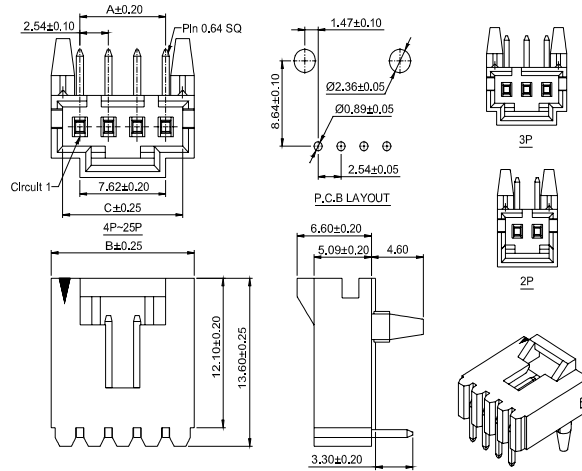 A±0.20
2.54±0.10
Pin 0.64 SQ
Circuit 1
7.62±0.20
C±0.25
4P~25P
B±0.25
12.10±0.20
13.60±0.25
1.47±0.10
8.64±0.10
Ø2.36±0.05
Ø0.89±0.05
2.54±0.05
P.C.B LAYOUT
6.60±0.20
5.09±0.20
4.60
3.30±0.20
3P
2P